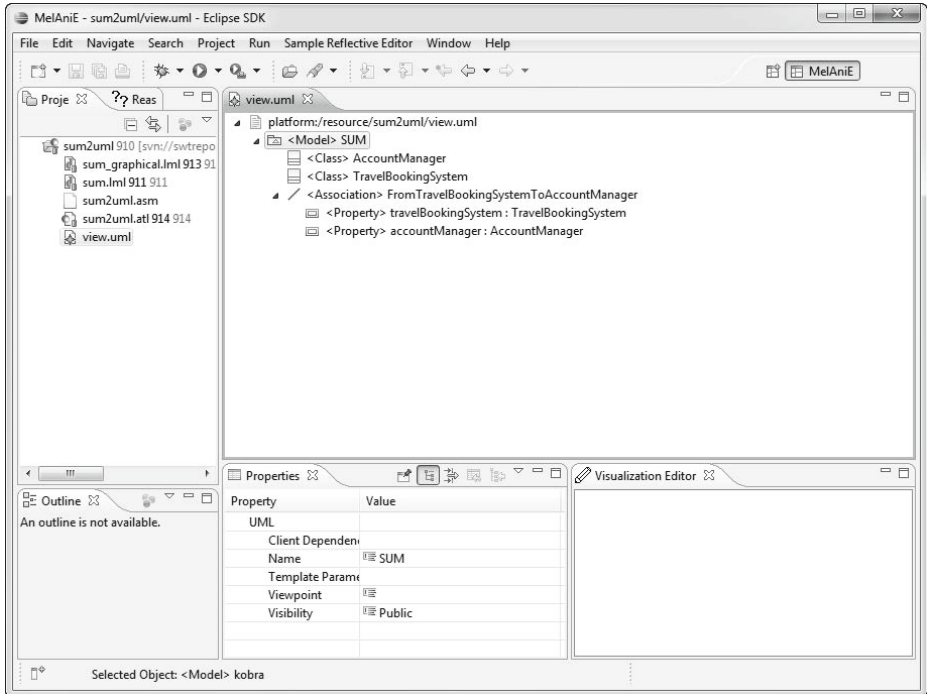 MelAniE - sum2uml/view.uml - Eclipse SDK
File Edit Navigate Search Project Run Sample Reflective Editor Window Help
MelAniE
Proje
?? Reas
view.uml
sum2uml 910 [svn://swtrepo
sum_graphical.lml 913 91
sum.lml 911 911
sum2uml.asm
sum2uml.atl 914 914
view.uml
platform:/resource/sum2uml/view.uml
<Model> SUM
<Class> AccountManager
<Class> TravelBookingSystem
<Association> FromTravelBookingSystemToAccountManager
<Property> travelBookingSystem : TravelBookingSystem
<Property> accountManager : AccountManager
Outline
An outline is not available.
Properties
Property Value
UML
Client Dependen
Name SUM
Template Parame
Viewpoint
Visibility Public
Visualization Editor
Selected Object: <Model> kobra